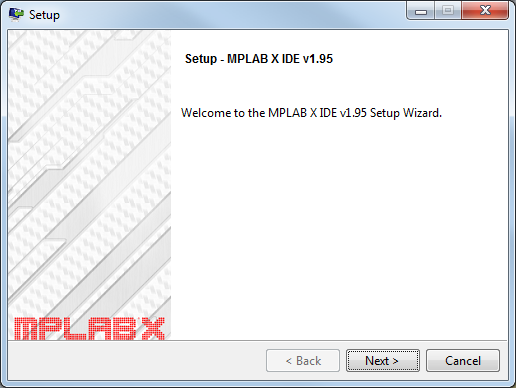 Setup
Setup - MPLAB X IDE v1.95
Welcome to the MPLAB X IDE v1.95 Setup Wizard.
MPLAB X
< Back
Next >
Cancel